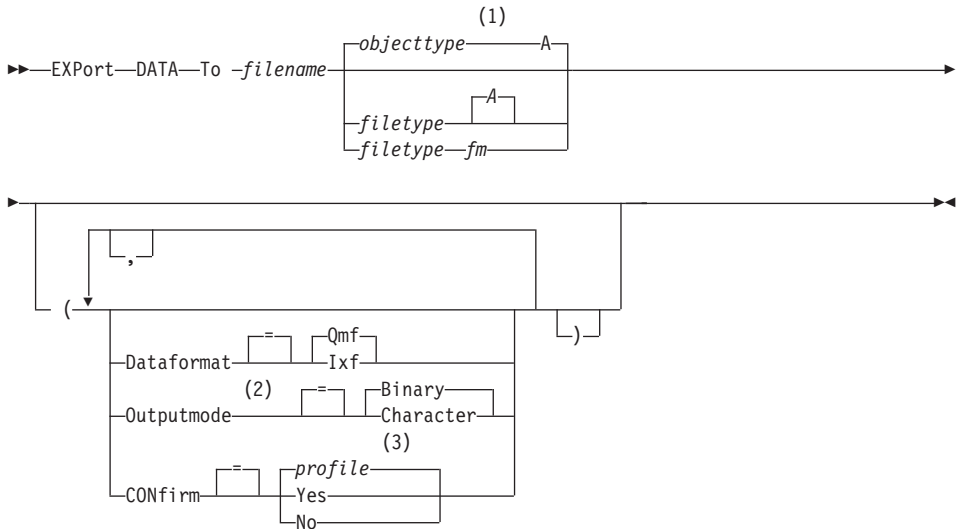 (1)
objecttype A
EXPort DATA To filename
A
filetype
filetype fm
,
(
)
= Qmf
Dataformat Ixf
(2)
= Binary
Outputmode Character
(3)
= profile
CONfirm Yes
No